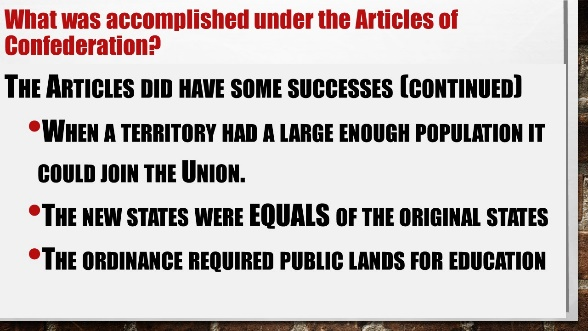 What was accomplished under the Articles of
Confederation?
The Articles did have some successes (continued)
•When a territory had a large enough population it
could join the Union.
•The new states were EQUALS of the original states
•The ordinance required public lands for education